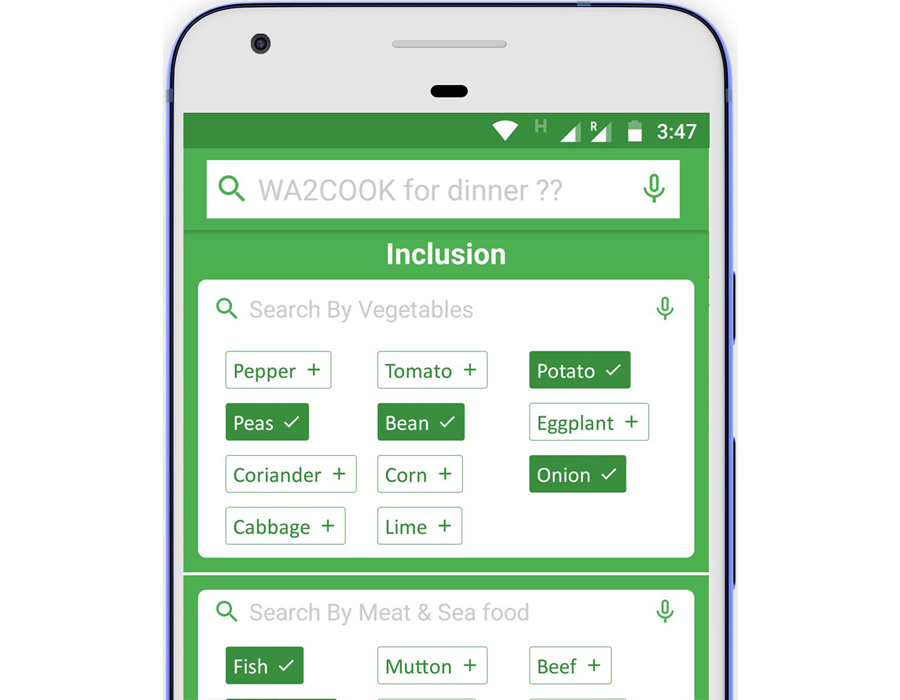 H R 3:47
WA2COOK for dinner ??
Inclusion
Search By Vegetables
Pepper + Tomato + Potato ✓
Peas ✓ Bean ✓ Eggplant +
Coriander + Corn + Onion ✓
Cabbage + Lime +
Search By Meat & Sea food
Fish ✓ Mutton + Beef +